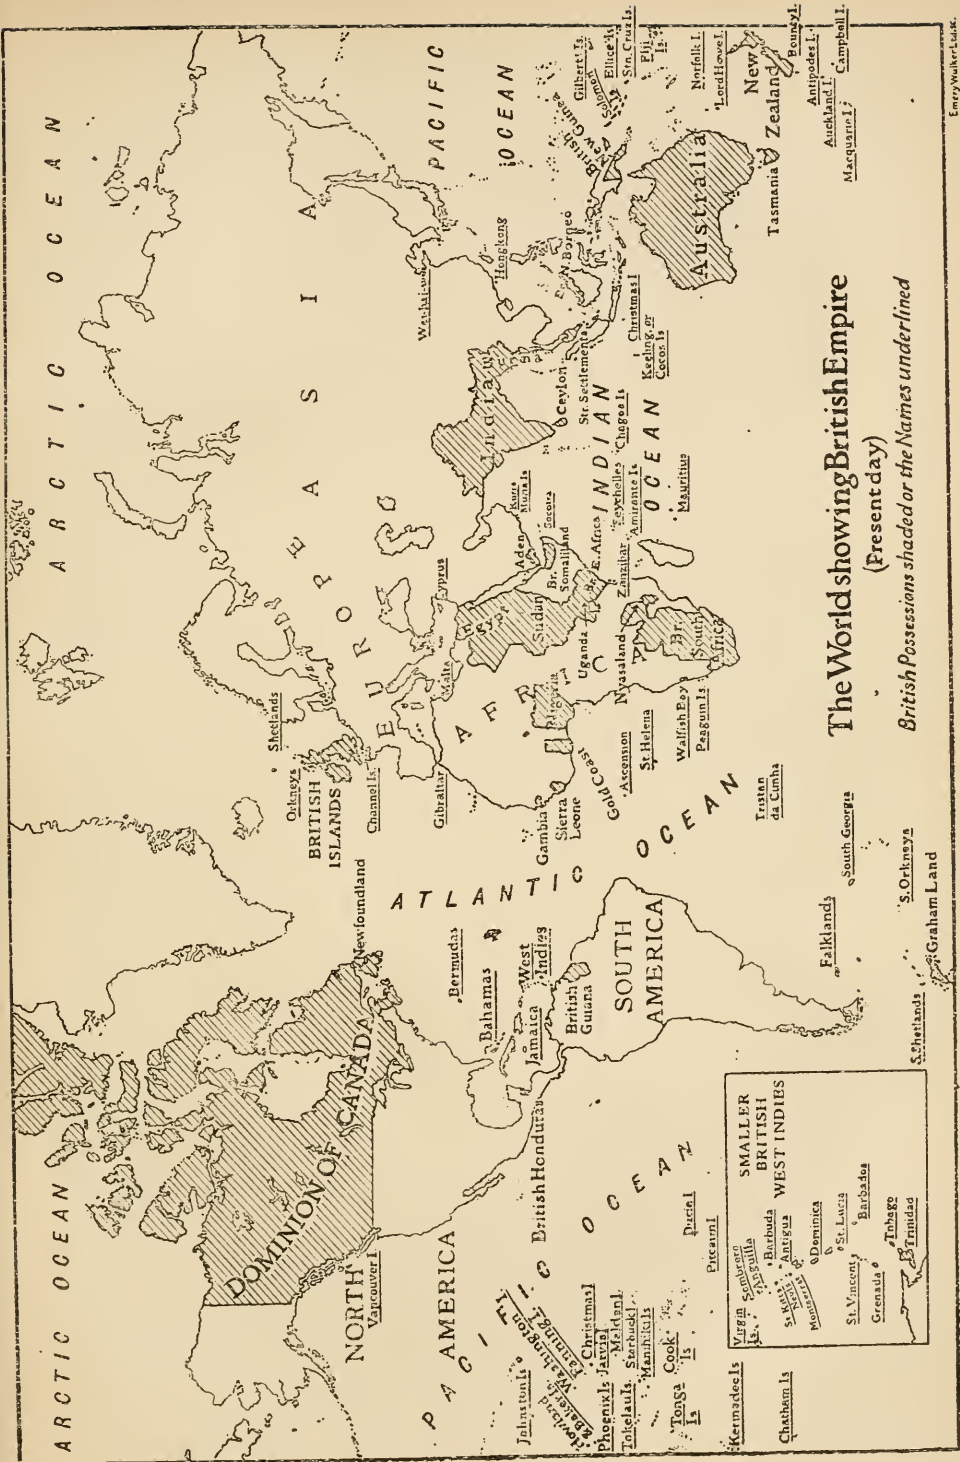 ARCTIC OCEAN
ARCTIC OCEAN
DOMINION OF
CANADA
Newfoundland
NORTH
Vancouver I.
AMERICA
Bermudas
Bahamas
West
Indies
Jamaica
British Honduras
British
Guiana
SOUTH
AMERICA
ATLANTIC
OCEAN
PACIFIC
OCEAN
Johnston Is
Washington I.
Fanning I.
Howland
& Baker Is
Christmas I
Phoenix Is
Jarvis I
Malden I
Starbuck I
Tokelau Is
Manihiki Is
Cook
Is
Tonga
Is
Ducie I
Pitcairn I
Kermadec Is
Chatham Is
SMALLER
BRITISH
WEST INDIES
Virgin
Is.
Sombrero
Anguilla
Barbuda
St. Kitts
Nevis
Antigua
Montserrat
Dominica
St. Lucia
St. Vincent
Barbados
Grenada
Tobago
Trinidad
Falklands
South Georgia
S. Orkneys
S. Shetlands
Graham Land
Tristan
da Cunha
Orkneys
Shetlands
BRITISH
ISLANDS
Channel Is.
Gibraltar
Malta
Cyprus
EUROPE
ASIA
AFRICA
Egypt
Sudan
Gambia
Sierra
Leone
Gold Coast
Nigeria
Ascension
St. Helena
Walfish Bay
Penguin Is.
Uganda
Br. E. Africa
Nyasaland
Zanzibar
Br.
South
Africa
Aden
Br.
Somaliland
Socotra
Kuria
Muria Is
India
Ceylon
Str. Settlements
Seychelles
Amirante Is
Chagos Is
Mauritius
INDIAN
OCEAN
Keeling or
Cocos Is
Christmas I
Wei-hai-wei
Hongkong
Br. N. Borneo
PACIFIC
OCEAN
British
New Guinea
Solomon
Is
Gilbert Is.
Ellice Is
Sta. Cruz Is.
Fiji
Is.
Norfolk I.
Lord Howe I.
Australia
Tasmania
New
Zealand
Bounty I.
Antipodes I.
Campbell I.
Auckland I.
Macquarie I.
The World showing British Empire
(Present day)
British Possessions shaded or the Names underlined
Emery Walker Ltd. sc.